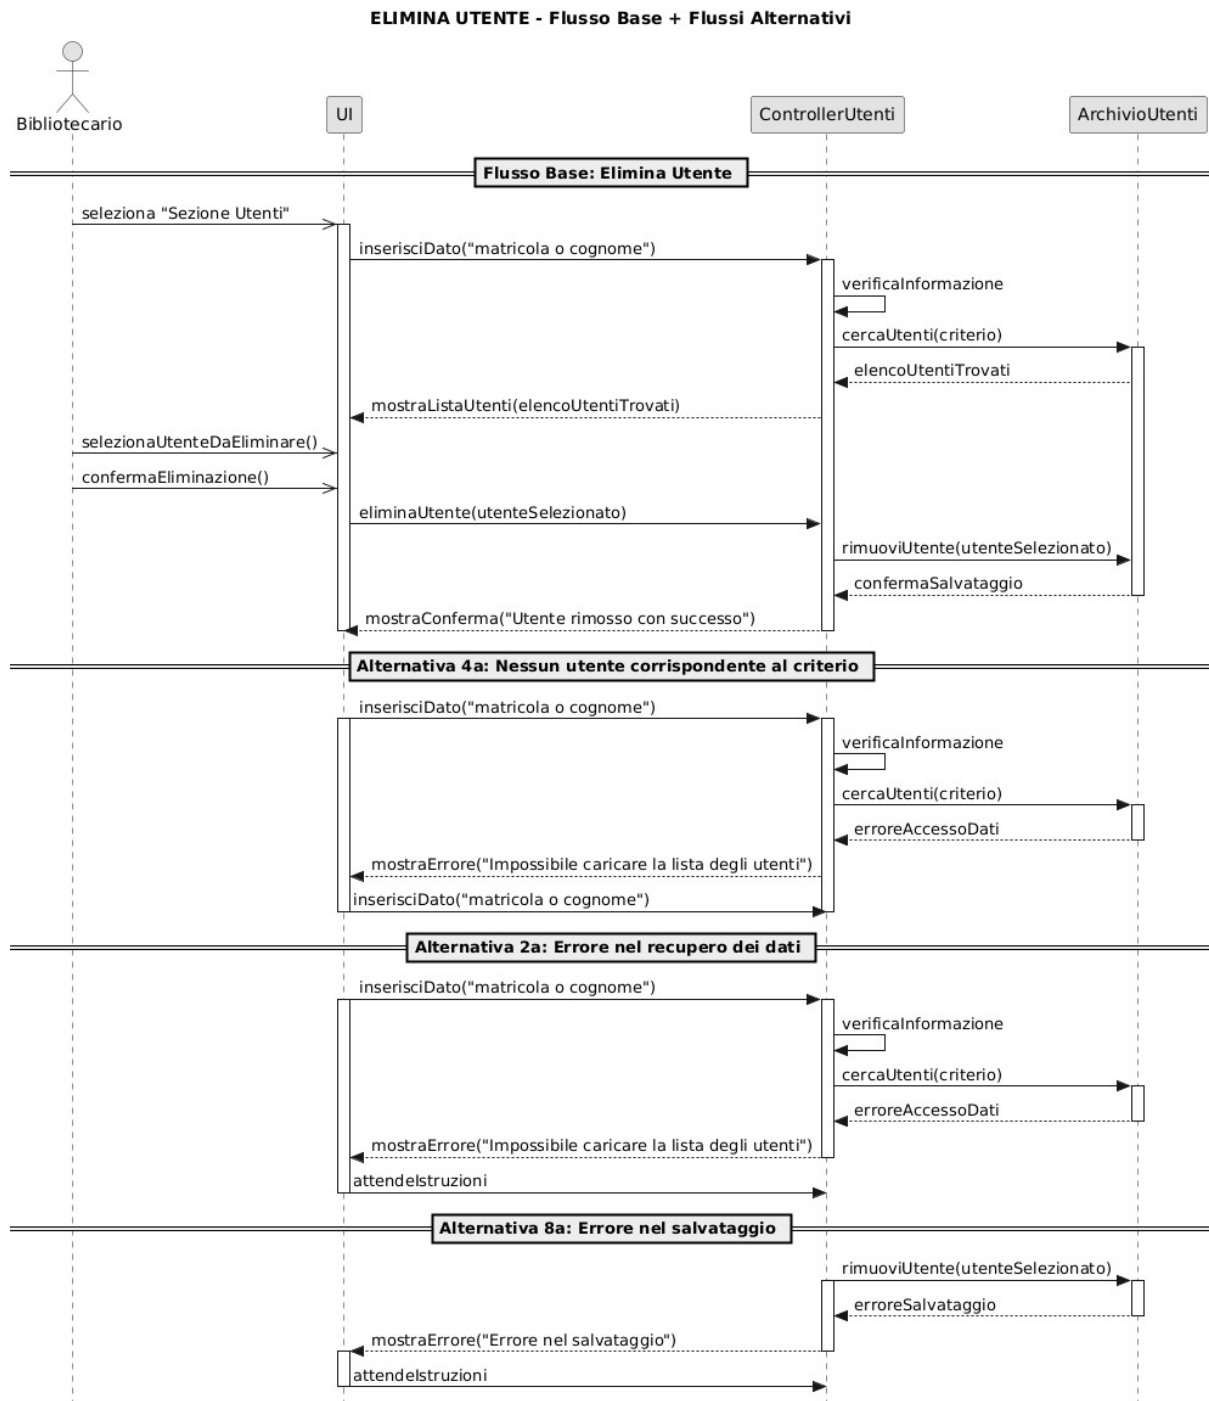 ELIMINA UTENTE - Flusso Base + Flussi Alternativi
Bibliotecario
UI
ControllerUtenti
ArchivioUtenti
Flusso Base: Elimina Utente
seleziona "Sezione Utenti"
inserisciDato("matricola o cognome")
verificaInformazione
cercaUtenti(criterio)
elencoUtentiTrovati
mostraListaUtenti(elencoUtentiTrovati)
selezionaUtenteDaEliminare()
confermaEliminazione()
eliminaUtente(utenteSelezionato)
rimuoviUtente(utenteSelezionato)
confermaSalvataggio
mostraConferma("Utente rimosso con successo")
Alternativa 4a: Nessun utente corrispondente al criterio
inserisciDato("matricola o cognome")
verificaInformazione
cercaUtenti(criterio)
erroreAccessoDati
mostraErrore("Impossibile caricare la lista degli utenti")
inserisciDato("matricola o cognome")
Alternativa 2a: Errore nel recupero dei dati
inserisciDato("matricola o cognome")
verificaInformazione
cercaUtenti(criterio)
erroreAccessoDati
mostraErrore("Impossibile caricare la lista degli utenti")
attendeIstruzioni
Alternativa 8a: Errore nel salvataggio
rimuoviUtente(utenteSelezionato)
erroreSalvataggio
mostraErrore("Errore nel salvataggio")
attendeIstruzioni